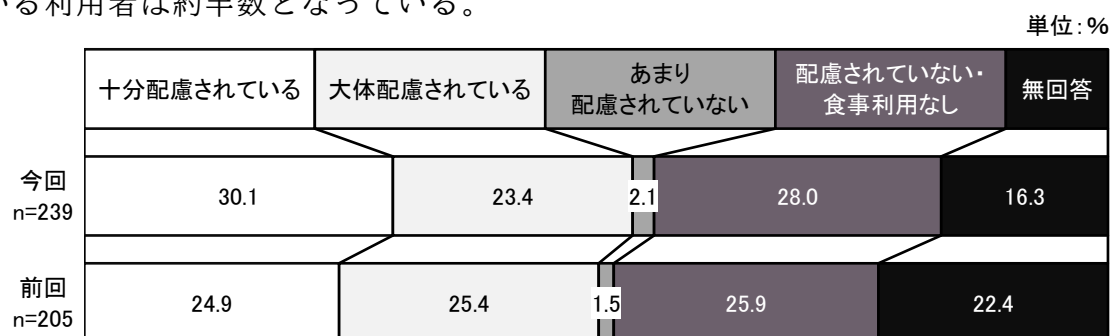 いる利用者は約半数となっている。
単位:%
十分配慮されている 大体配慮されている あまり 配慮されていない 配慮されていない・ 食事利用なし 無回答
今回
n=239
30.1 23.4 2.1 28.0 16.3
前回
n=205
24.9 25.4 1.5 25.9 22.4